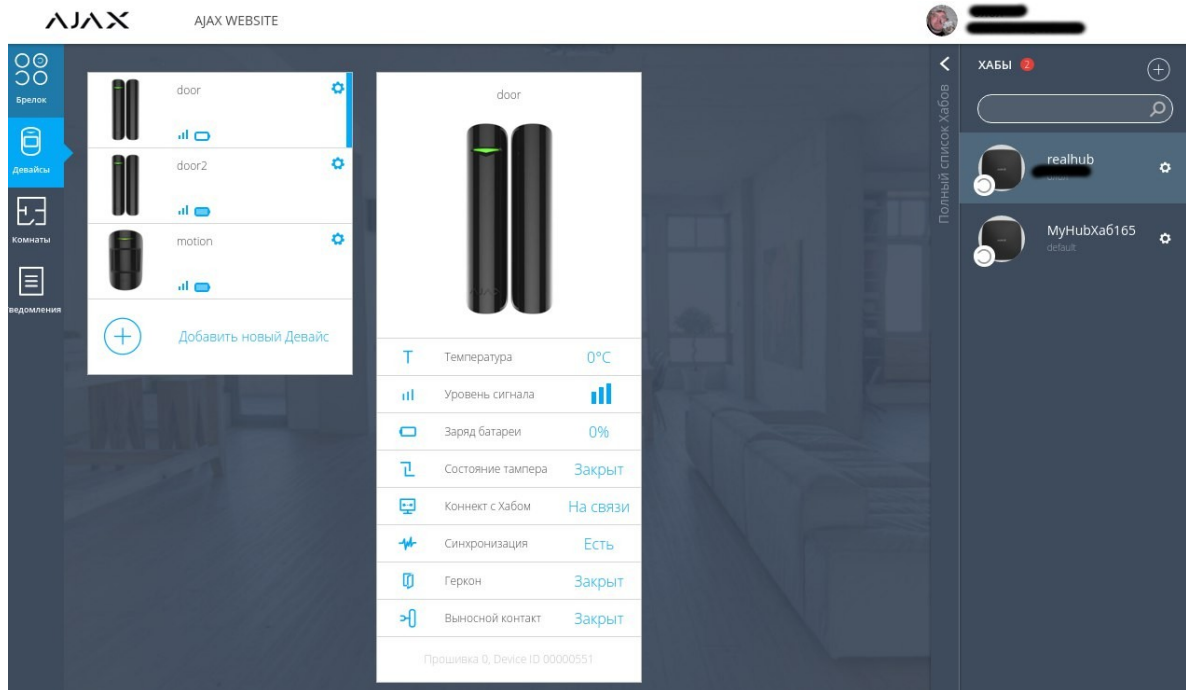 AJAX
AJAX WEBSITE
Брелок
Девайсы
Комнаты
ведомления
door
door2
motion
Добавить новый Девайс
door
AJAX
Температура 0°C
Уровень сигнала
Заряд батареи 0%
Состояние тампера Закрыт
Коннект с Хабом На связи
Синхронизация Есть
Геркон Закрыт
Выносной контакт Закрыт
Прошивка 0, Device ID 00000551
Полный список Хабов
ХАБЫ 2
realhub
MyHubХаб165
default